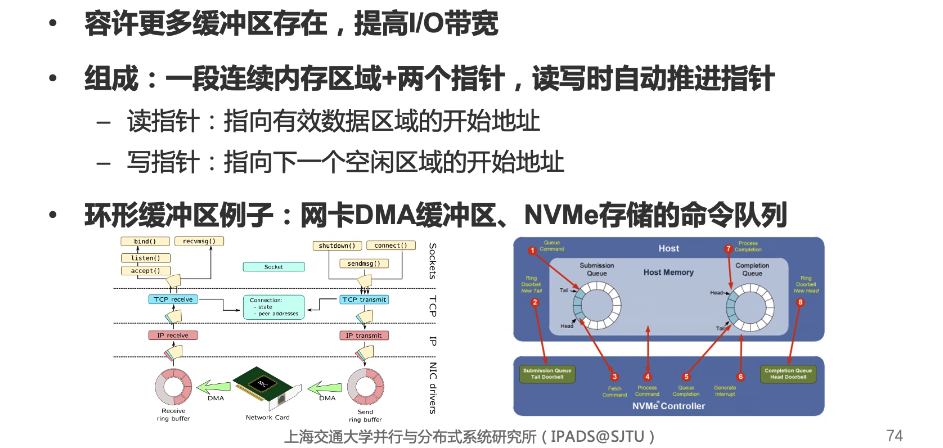 • 容许更多缓冲区存在，提高I/O带宽
• 组成：一段连续内存区域+两个指针，读写时自动推进指针
– 读指针：指向有效数据区域的开始地址
– 写指针：指向下一个空闲区域的开始地址
• 环形缓冲区例子：网卡DMA缓冲区、NVMe存储的命令队列
bind()
recvmsg()
listen()
accept()
Socket
shutdown()
connect()
sendmsg()
Sockets
TCP receive
Connection:
- state
- peer addresses
TCP transmit
TCP
IP receive
IP transmit
IP
DMA
NIC
DMA
NIC drivers
Receive
ring buffer
Network Card
Send
ring buffer
Host
1
Queue
Command
7
Process
Completion
Submission
Queue
Host Memory
Completion
Queue
Ring
Doorbell
New Tail
2
Tail
Head
Head
Tail
Ring
Doorbell
New Head
8
Submission Queue
Tail Doorbell
3
Fetch
Command
4
Process
Command
5
Queue
Completion
6
Generate
Interrupt
Completion Queue
Head Doorbell
NVMe™ Controller
上海交通大学并行与分布式系统研究所（IPADS@SJTU）
74